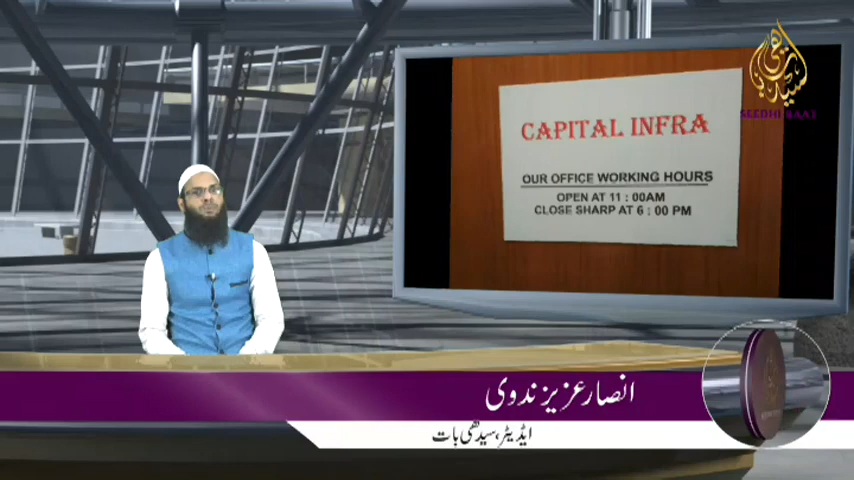 CAPITAL INFRA
OUR OFFICE WORKING HOURS
OPEN AT 11 : 00AM
CLOSE SHARP AT 6 : 00 PM
SEEDHI BAAT
انصار عزیز ندوی
ایڈیٹر، سیدھی بات